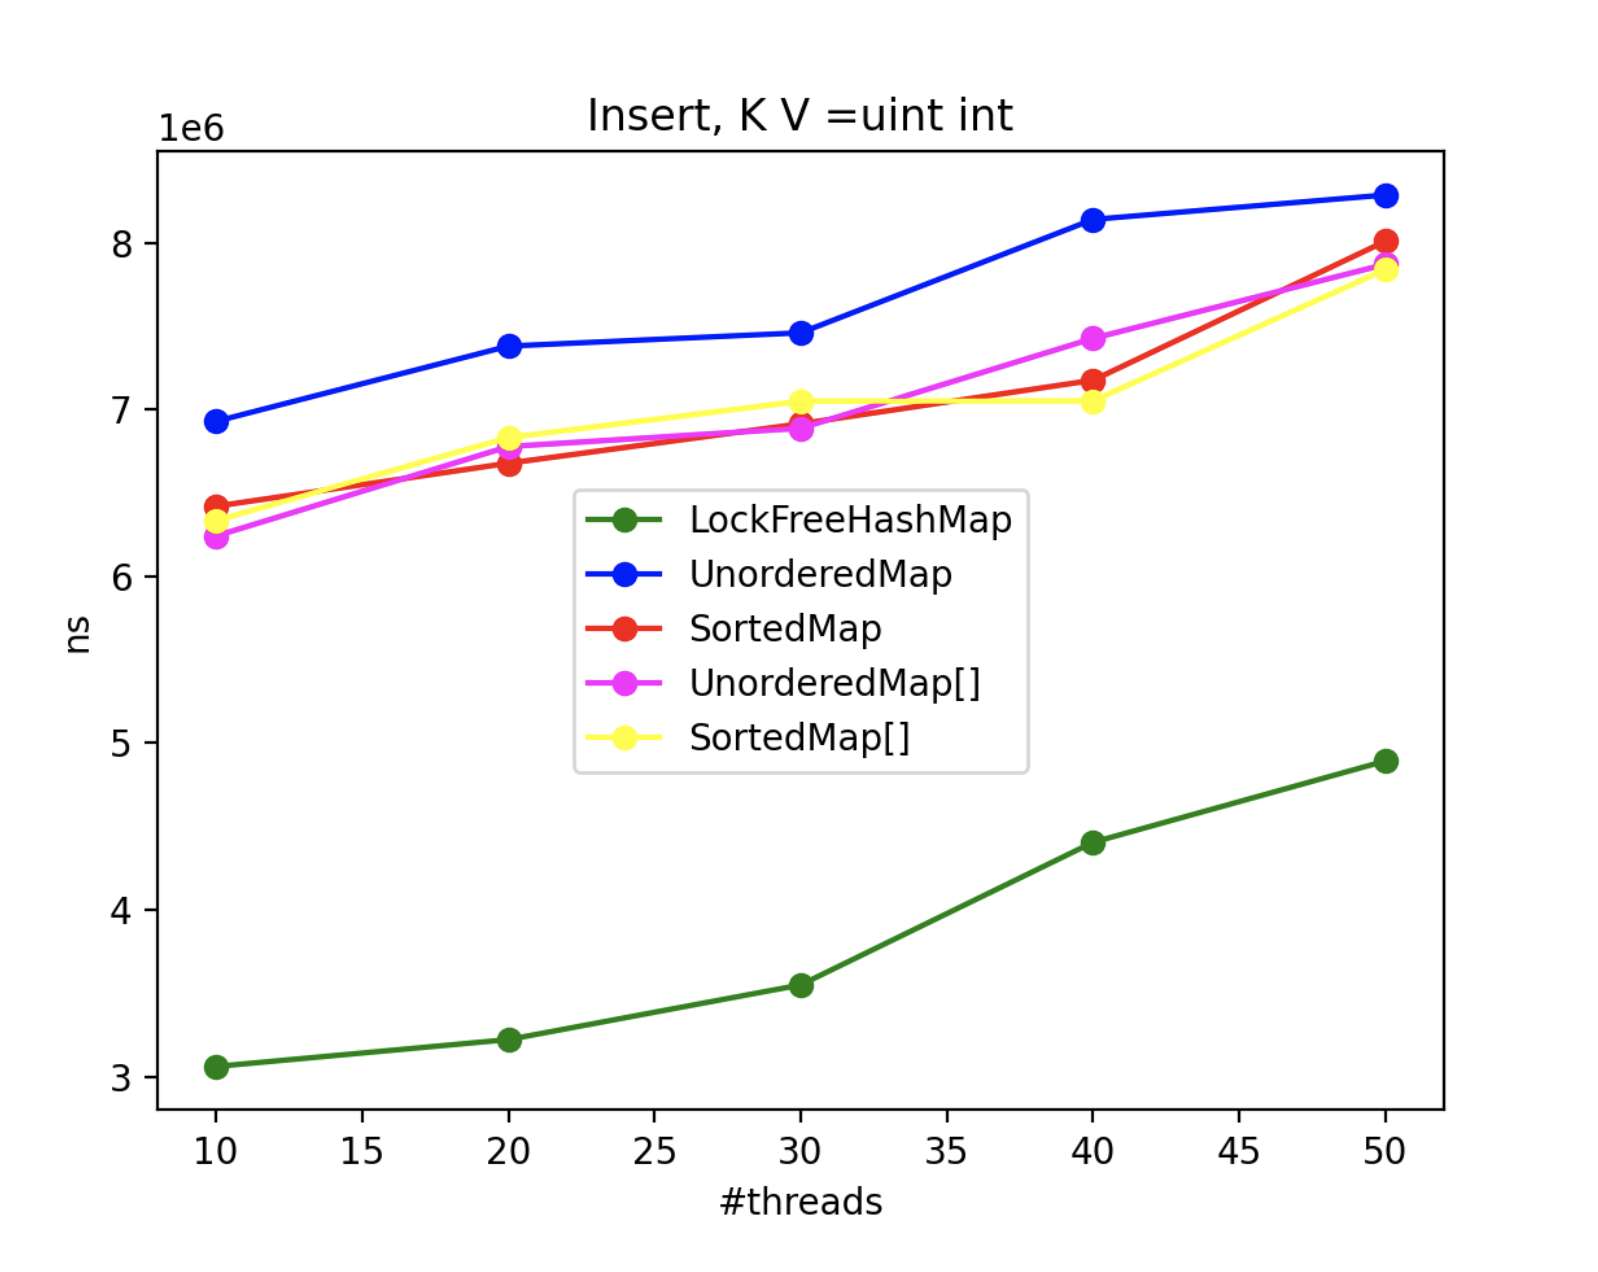 Insert, K V =uint int
1e6
8
7
6
5
4
3
ns
LockFreeHashMap
UnorderedMap
SortedMap
UnorderedMap[]
SortedMap[]
10 15 20 25 30 35 40 45 50
#threads